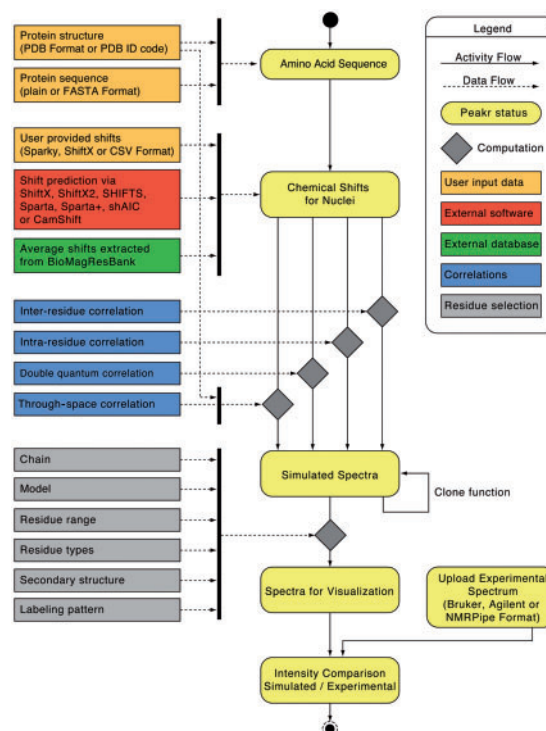 Protein structure
(PDB Format or PDB ID code)
Protein sequence
(plain or FASTA Format)
Amino Acid Sequence
User provided shifts
(Sparky, ShiftX or CSV Format)
Shift prediction via
ShiftX, ShiftX2, SHIFTS,
Sparta, Sparta+, shAIC
or CamShift
Average shifts extracted
from BioMagResBank
Chemical Shifts
for Nuclei
Inter-residue correlation
Intra-residue correlation
Double quantum correlation
Through-space correlation
Chain
Model
Residue range
Residue types
Secondary structure
Labeling pattern
Simulated Spectra
Clone function
Spectra for Visualization
Upload Experimental
Spectrum
(Bruker, Agilent or
NMRPipe Format)
Intensity Comparison
Simulated / Experimental
Legend
Activity Flow
Data Flow
Peakr status
Computation
User input data
External software
External database
Correlations
Residue selection